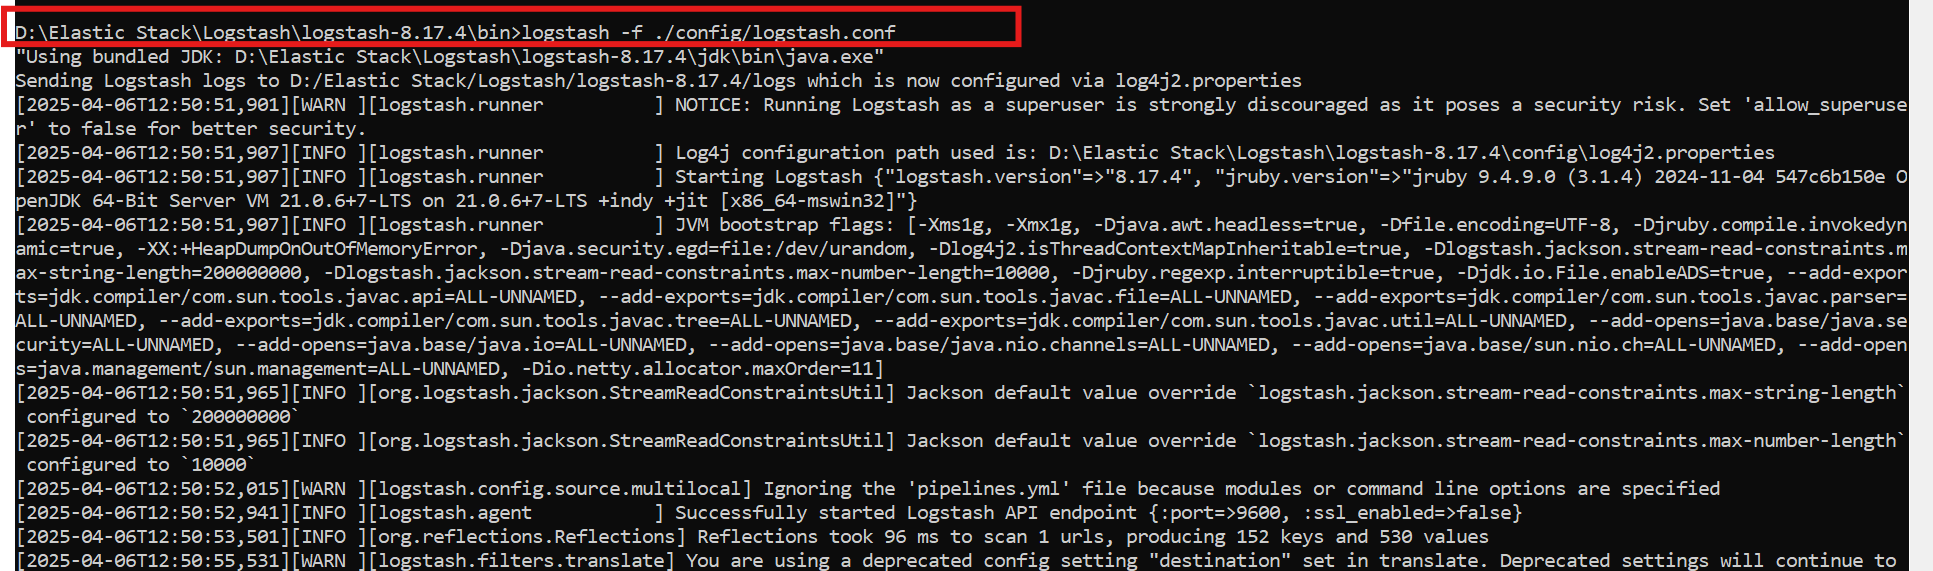 D:\Elastic Stack\Logstash\logstash-8.17.4\bin>logstash -f ./config/logstash.conf
"Using bundled JDK: D:\Elastic Stack\Logstash\logstash-8.17.4\jdk\bin\java.exe"
Sending Logstash logs to D:/Elastic Stack/Logstash/logstash-8.17.4/logs which is now configured via log4j2.properties
[2025-04-06T12:50:51,901][WARN ][logstash.runner          ] NOTICE: Running Logstash as a superuser is strongly discouraged as it poses a security risk. Set 'allow_superuse
r' to false for better security.
[2025-04-06T12:50:51,907][INFO ][logstash.runner          ] Log4j configuration path used is: D:\Elastic Stack\Logstash\logstash-8.17.4\config\log4j2.properties
[2025-04-06T12:50:51,907][INFO ][logstash.runner          ] Starting Logstash {"logstash.version"=>"8.17.4", "jruby.version"=>"jruby 9.4.9.0 (3.1.4) 2024-11-04 547c6b150e O
penJDK 64-Bit Server VM 21.0.6+7-LTS on 21.0.6+7-LTS +indy +jit [x86_64-mswin32]"}
[2025-04-06T12:50:51,907][INFO ][logstash.runner          ] JVM bootstrap flags: [-Xms1g, -Xmx1g, -Djava.awt.headless=true, -Dfile.encoding=UTF-8, -Djruby.compile.invokedyn
amic=true, -XX:+HeapDumpOnOutOfMemoryError, -Djava.security.egd=file:/dev/urandom, -Dlog4j2.isThreadContextMapInheritable=true, -Dlogstash.jackson.stream-read-constraints.m
ax-string-length=200000000, -Dlogstash.jackson.stream-read-constraints.max-number-length=10000, -Djruby.regexp.interruptible=true, -Djdk.io.File.enableADS=true, --add-expor
ts=jdk.compiler/com.sun.tools.javac.api=ALL-UNNAMED, --add-exports=jdk.compiler/com.sun.tools.javac.file=ALL-UNNAMED, --add-exports=jdk.compiler/com.sun.tools.javac.parser=
ALL-UNNAMED, --add-exports=jdk.compiler/com.sun.tools.javac.tree=ALL-UNNAMED, --add-exports=jdk.compiler/com.sun.tools.javac.util=ALL-UNNAMED, --add-opens=java.base/java.se
curity=ALL-UNNAMED, --add-opens=java.base/java.io=ALL-UNNAMED, --add-opens=java.base/java.nio.channels=ALL-UNNAMED, --add-opens=java.base/sun.nio.ch=ALL-UNNAMED, --add-open
s=java.management/sun.management=ALL-UNNAMED, -Dio.netty.allocator.maxOrder=11]
[2025-04-06T12:50:51,965][INFO ][org.logstash.jackson.StreamReadConstraintsUtil] Jackson default value override `logstash.jackson.stream-read-constraints.max-string-length`
 configured to `200000000`
[2025-04-06T12:50:51,965][INFO ][org.logstash.jackson.StreamReadConstraintsUtil] Jackson default value override `logstash.jackson.stream-read-constraints.max-number-length`
 configured to `10000`
[2025-04-06T12:50:52,015][WARN ][logstash.config.source.multilocal] Ignoring the 'pipelines.yml' file because modules or command line options are specified
[2025-04-06T12:50:52,941][INFO ][logstash.agent           ] Successfully started Logstash API endpoint {:port=>9600, :ssl_enabled=>false}
[2025-04-06T12:50:53,501][INFO ][org.reflections.Reflections] Reflections took 96 ms to scan 1 urls, producing 152 keys and 530 values
[2025-04-06T12:50:55,531][WARN ][logstash.filters.translate] You are using a deprecated config setting "destination" set in translate. Deprecated settings will continue to